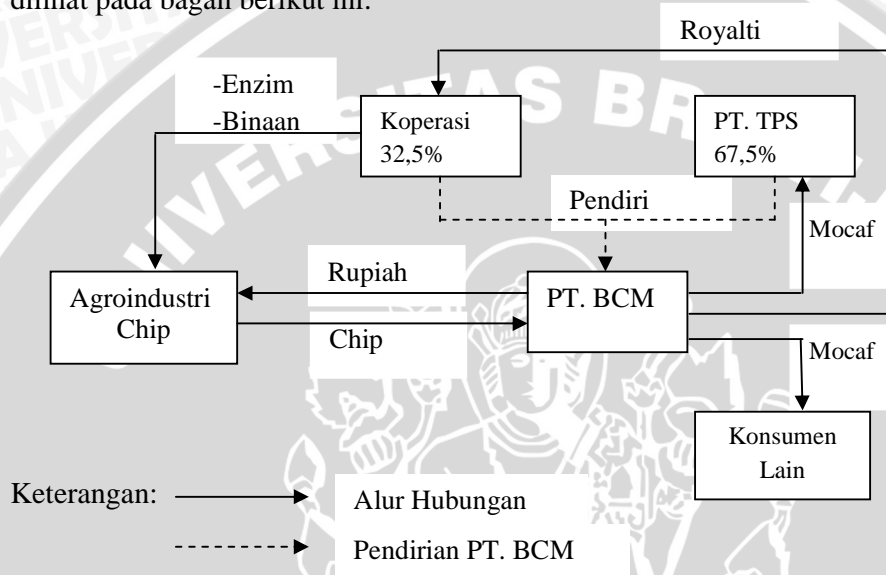 dilihat pada bagan berikut ini.
Royalti
-Enzim
-Binaan
Koperasi
32,5%
PT. TPS
67,5%
Pendiri
Mocaf
Agroindustri
Chip
Rupiah
Chip
PT. BCM
Mocaf
Konsumen
Lain
Keterangan:
Alur Hubungan
Pendirian PT. BCM